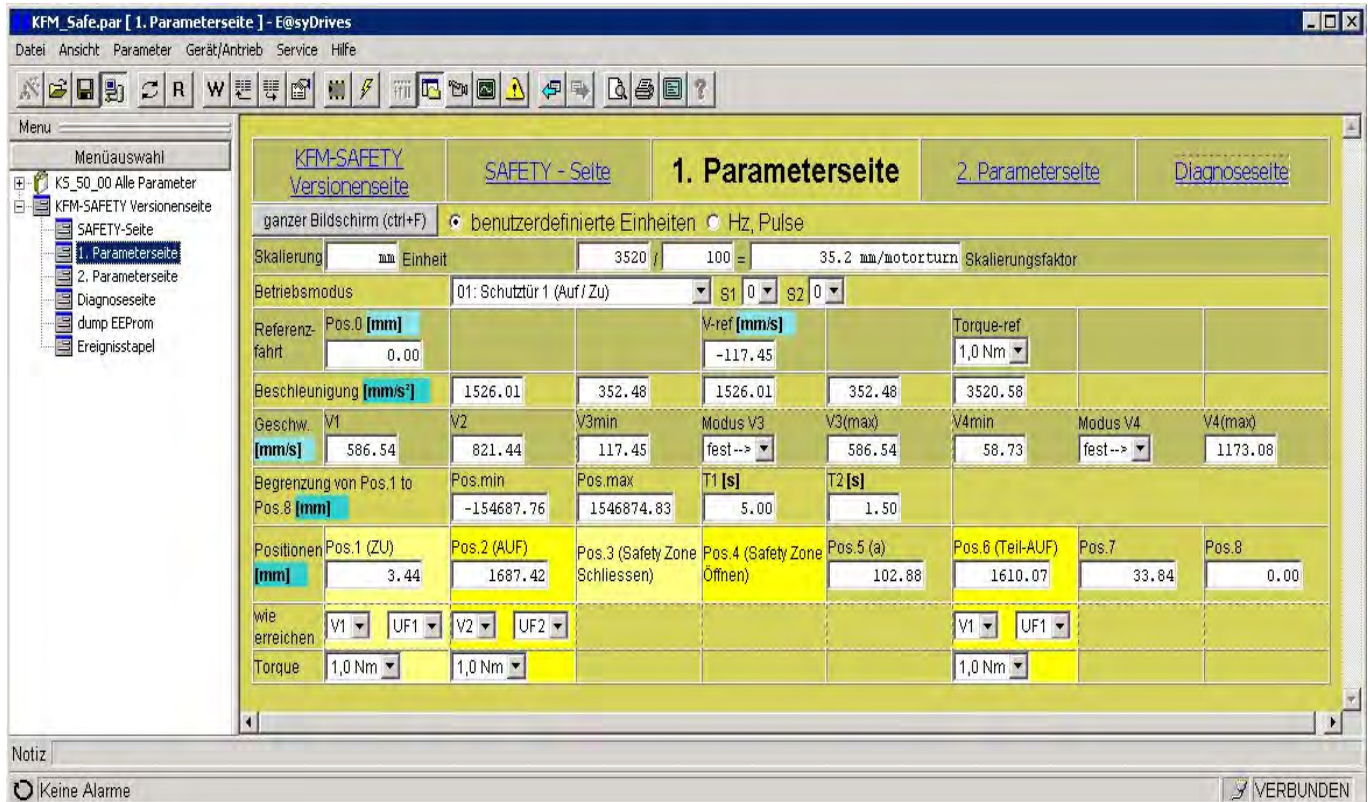 KFM_Safe.par [ 1. Parameterseite ] - E@syDrives
Datei Ansicht Parameter Gerät/Antrieb Service Hilfe
R W
Menu
Menüauswahl
KS_50_00 Alle Parameter
KFM-SAFETY Versionenseite
SAFETY-Seite
1. Parameterseite
2. Parameterseite
Diagnoseseite
dump EEProm
Ereignisstapel
KFM-SAFETY Versionenseite SAFETY - Seite 1. Parameterseite 2. Parameterseite Diagnoseseite
ganzer Bildschirm (ctrl+F) benutzerdefinierte Einheiten Hz, Pulse
Skalierung mm Einheit 3520 / 100 = 35.2 mm/motorturn Skalierungsfaktor
Betriebsmodus 01: Schutztür 1 (Auf / Zu) S1 0 S2 0
Referenz-fahrt Pos.0 [mm] V-ref [mm/s] Torque-ref
0.00 -117.45 1,0 Nm
Beschleunigung [mm/s²] 1526.01 352.48 1526.01 352.48 3520.58
Geschw. V1 V2 V3min Modus V3 V3(max) V4min Modus V4 V4(max)
[mm/s] 586.54 821.44 117.45 fest--> 586.54 58.73 fest--> 1173.08
Begrenzung von Pos.1 to Pos.8 [mm] Pos.min Pos.max T1 [s] T2 [s]
-154687.76 1546874.83 5.00 1.50
Positionen Pos.1 (ZU) Pos.2 (AUF) Pos.3 (Safety Zone Schliessen) Pos.4 (Safety Zone Öffnen) Pos.5 (a) Pos.6 (Teil-AUF) Pos.7 Pos.8
[mm] 3.44 1687.42 102.88 1610.07 33.84 0.00
wie erreichen V1 UF1 V2 UF2 V1 UF1
Torque 1,0 Nm 1,0 Nm 1,0 Nm
Notiz
Keine Alarme VERBUNDEN